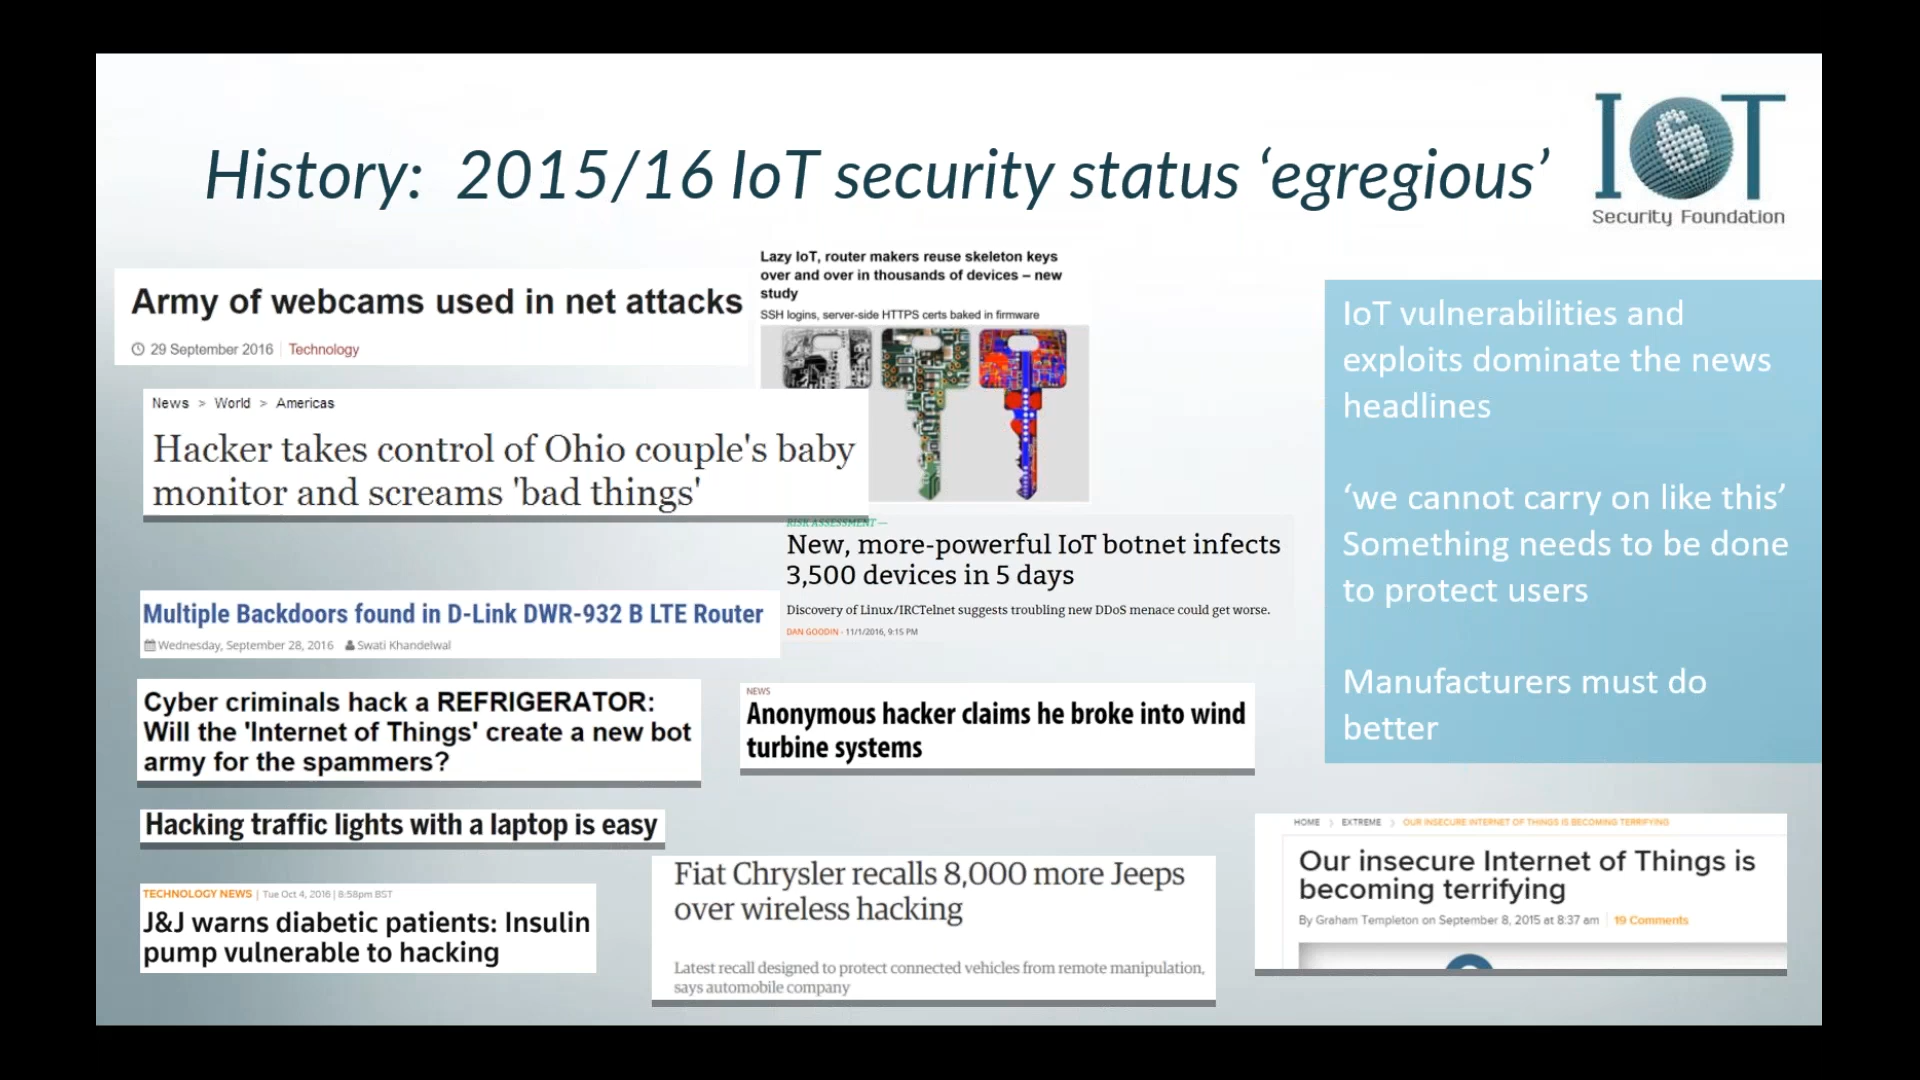 History: 2015/16 IoT security status ‘egregious’
IOT
Security Foundation
Army of webcams used in net attacks
29 September 2016 | Technology
Lazy IoT, router makers reuse skeleton keys
over and over in thousands of devices – new
study
SSH logins, server-side HTTPS certs baked in firmware
News > World > Americas
Hacker takes control of Ohio couple's baby
monitor and screams 'bad things'
RISK ASSESSMENT —
New, more-powerful IoT botnet infects
3,500 devices in 5 days
Discovery of Linux/IRCTelnet suggests troubling new DDoS menace could get worse.
DAN GOODIN - 11/1/2016, 9:15 PM
Multiple Backdoors found in D-Link DWR-932 B LTE Router
Wednesday, September 28, 2016 Swati Khandelwal
Cyber criminals hack a REFRIGERATOR:
Will the 'Internet of Things' create a new bot
army for the spammers?
NEWS
Anonymous hacker claims he broke into wind
turbine systems
Hacking traffic lights with a laptop is easy
TECHNOLOGY NEWS | Tue Oct 4, 2016 | 8:58pm BST
J&J warns diabetic patients: Insulin
pump vulnerable to hacking
Fiat Chrysler recalls 8,000 more Jeeps
over wireless hacking
Latest recall designed to protect connected vehicles from remote manipulation,
says automobile company
HOME > EXTREME > OUR INSECURE INTERNET OF THINGS IS BECOMING TERRIFYING
Our insecure Internet of Things is
becoming terrifying
By Graham Templeton on September 8, 2015 at 8:37 am | 19 Comments
IoT vulnerabilities and
exploits dominate the news
headlines
‘we cannot carry on like this’
Something needs to be done
to protect users
Manufacturers must do
better